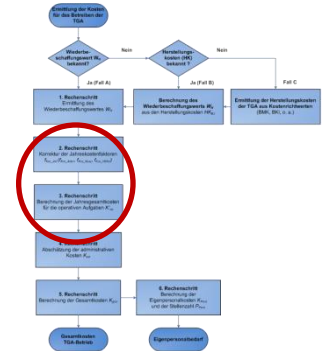 Ermittlung der Kosten
für das Betreiben der
TGA
Wiederbe-
schaffungswert W₀
bekannt?
Nein
Herstellungs-
kosten (HK)
bekannt ?
Nein
Ja (Fall A)
Ja (Fall B)
Fall C
1. Rechenschritt
Ermittlung des
Wiederbeschaffungswertes
Berechnung des
Wiederbeschaffungswertes
aus den Herstellungskosten
Ermittlung der Herstellungskosten
der TGA aus Kostenrichtwerten
(BMK, BKI, o. a.)
2. Rechenschritt
Korrektur der Jahreskostenfaktoren
3. Rechenschritt
Berechnung der Jahresgesamtkosten
für die operativen Aufgaben
4. Rechenschritt
Abschätzung der administrativen
Kosten
5. Rechenschritt
Berechnung der Gesamtkosten
6. Rechenschritt
Berechnung der
Eigenpersonalkosten
und der Stellenzahl
Gesamtkosten
TGA-Betrieb
Eigenpersonalbedarf